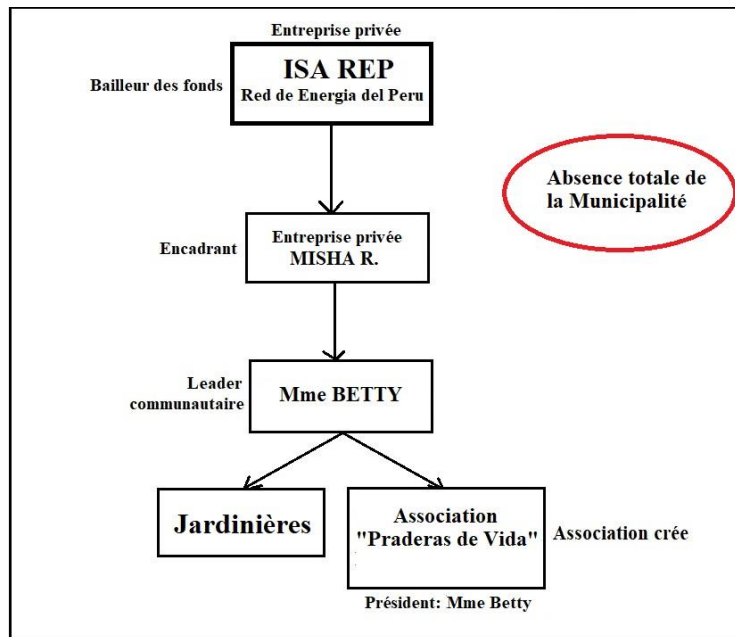 Entreprise privée
Bailleur des fonds
ISA REP
Red de Energia del Peru
Absence totale de
la Municipalité
Encadrant
Entreprise privée
MISHA R.
Leader
communautaire
Mme BETTY
Jardinières
Association
"Praderas de Vida"
Association crée
Président: Mme Betty